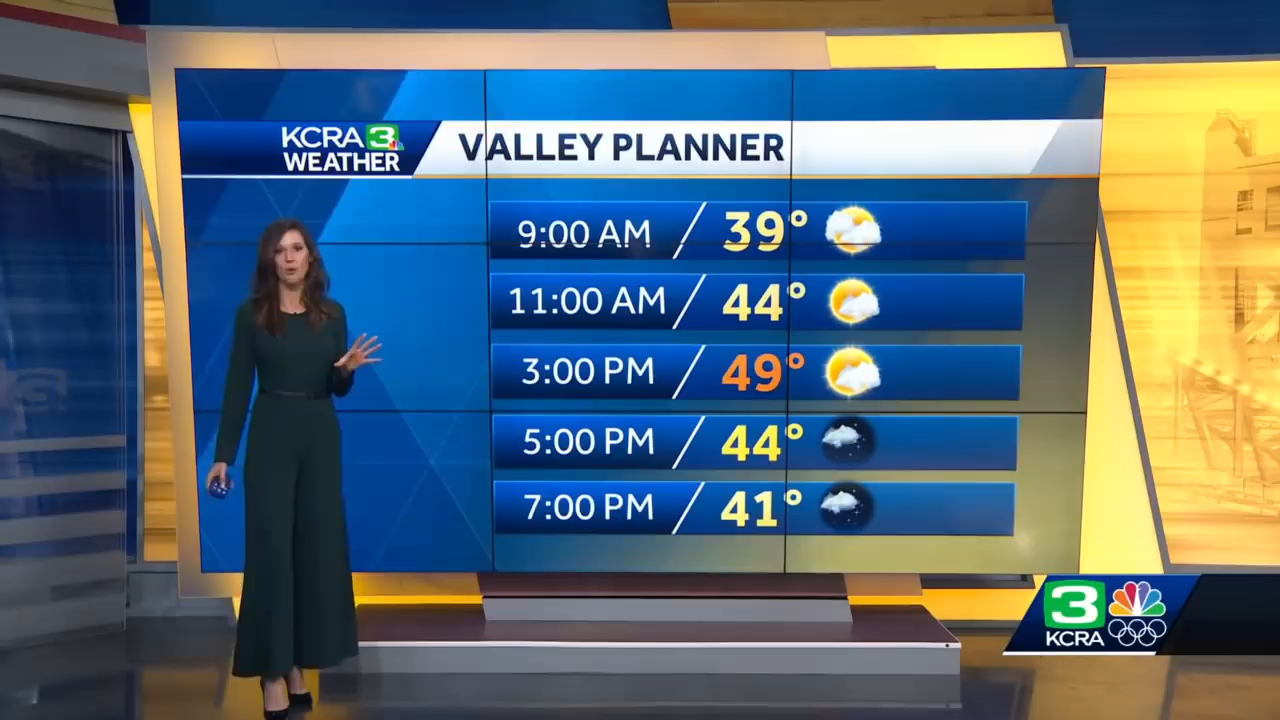 KCRA 3
WEATHER
VALLEY PLANNER
9:00 AM / 39°
11:00 AM / 44°
3:00 PM / 49°
5:00 PM / 44°
7:00 PM / 41°
3
KCRA